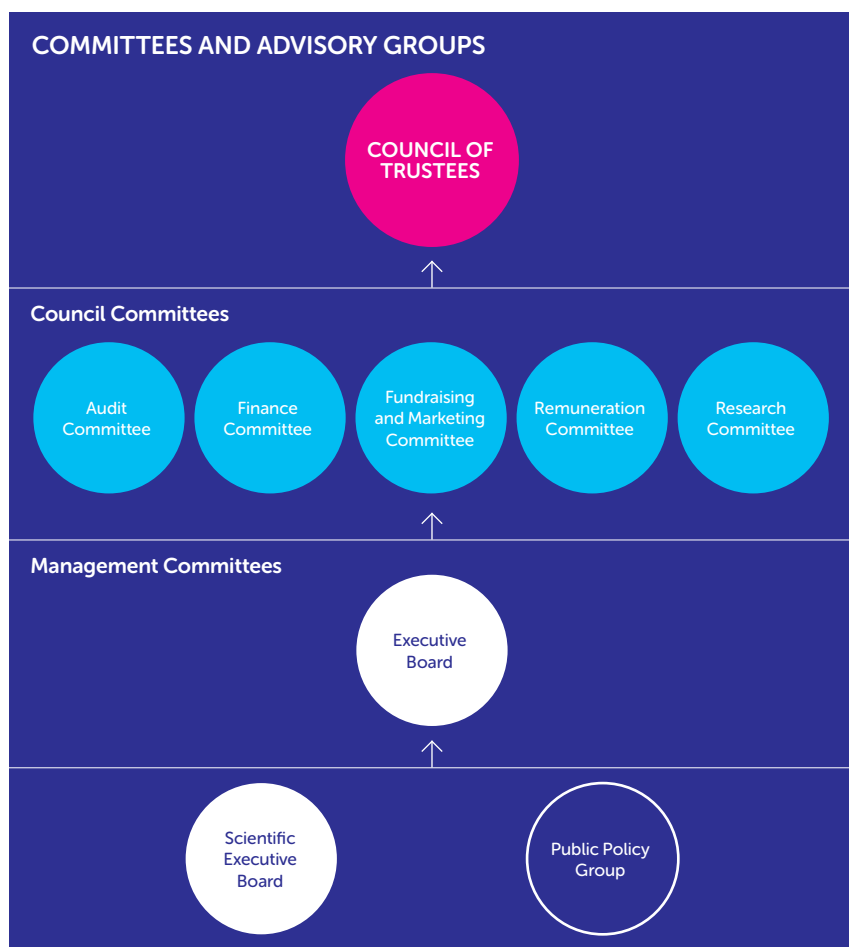 COMMITTEES AND ADVISORY GROUPS
COUNCIL OF
TRUSTEES
Council Committees
Audit
Committee
Finance
Committee
Fundraising
and Marketing
Committee
Remuneration
Committee
Research
Committee
Management Committees
Executive
Board
Scientific
Executive
Board
Public Policy
Group